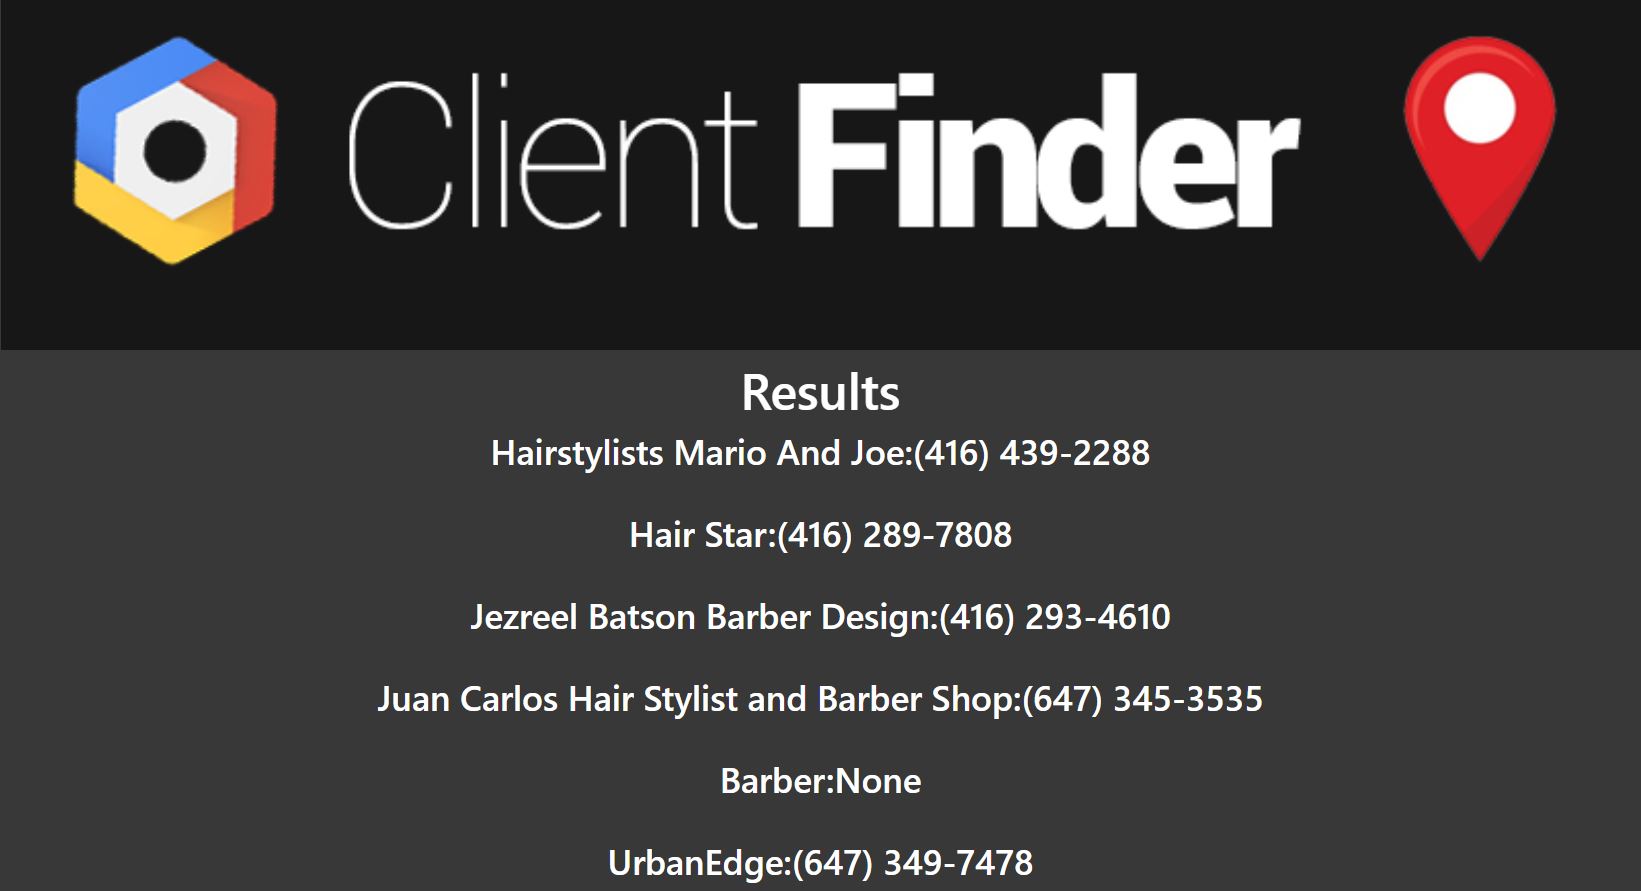 Client Finder
Results
Hairstylists Mario And Joe:(416) 439-2288
Hair Star:(416) 289-7808
Jezreel Batson Barber Design:(416) 293-4610
Juan Carlos Hair Stylist and Barber Shop:(647) 345-3535
Barber:None
UrbanEdge:(647) 349-7478